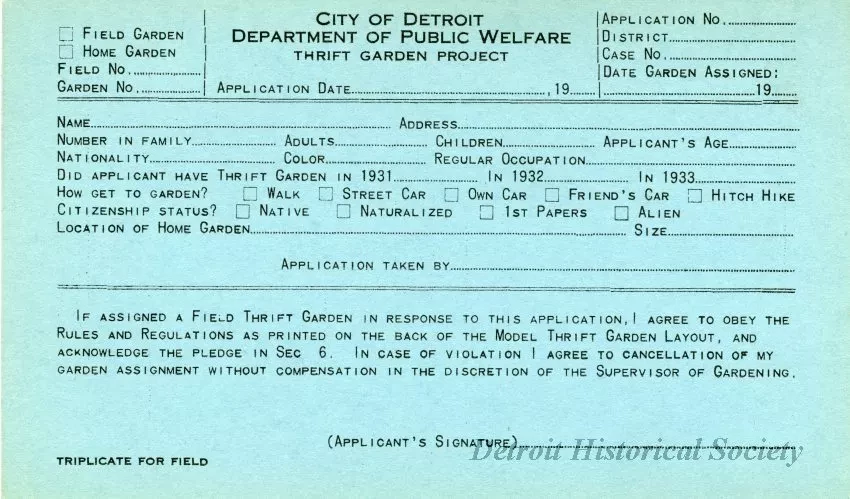 ☐ Field Garden
☐ Home Garden
Field No.
Garden No.
City of Detroit
Department of Public Welfare
Thrift Garden Project
Application Date , 19
Application No.
District
Case No.
Date Garden Assigned:
19
Name Address
Number in family Adults Children Applicant's Age
Nationality Color Regular Occupation
Did applicant have Thrift Garden in 1931 In 1932 In 1933
How get to garden? ☐ Walk ☐ Street Car ☐ Own Car ☐ Friend's Car ☐ Hitch Hike
Citizenship status? ☐ Native ☐ Naturalized ☐ 1st Papers ☐ Alien
Location of Home Garden Size
Application taken by
If assigned a Field Thrift Garden in response to this application, I agree to obey the
Rules and Regulations as printed on the back of the Model Thrift Garden Layout, and
acknowledge the pledge in Sec 6. In case of violation I agree to cancellation of my
garden assignment without compensation in the discretion of the Supervisor of Gardening.
(Applicant's Signature)
Detroit Historical Society
TRIPLICATE FOR FIELD